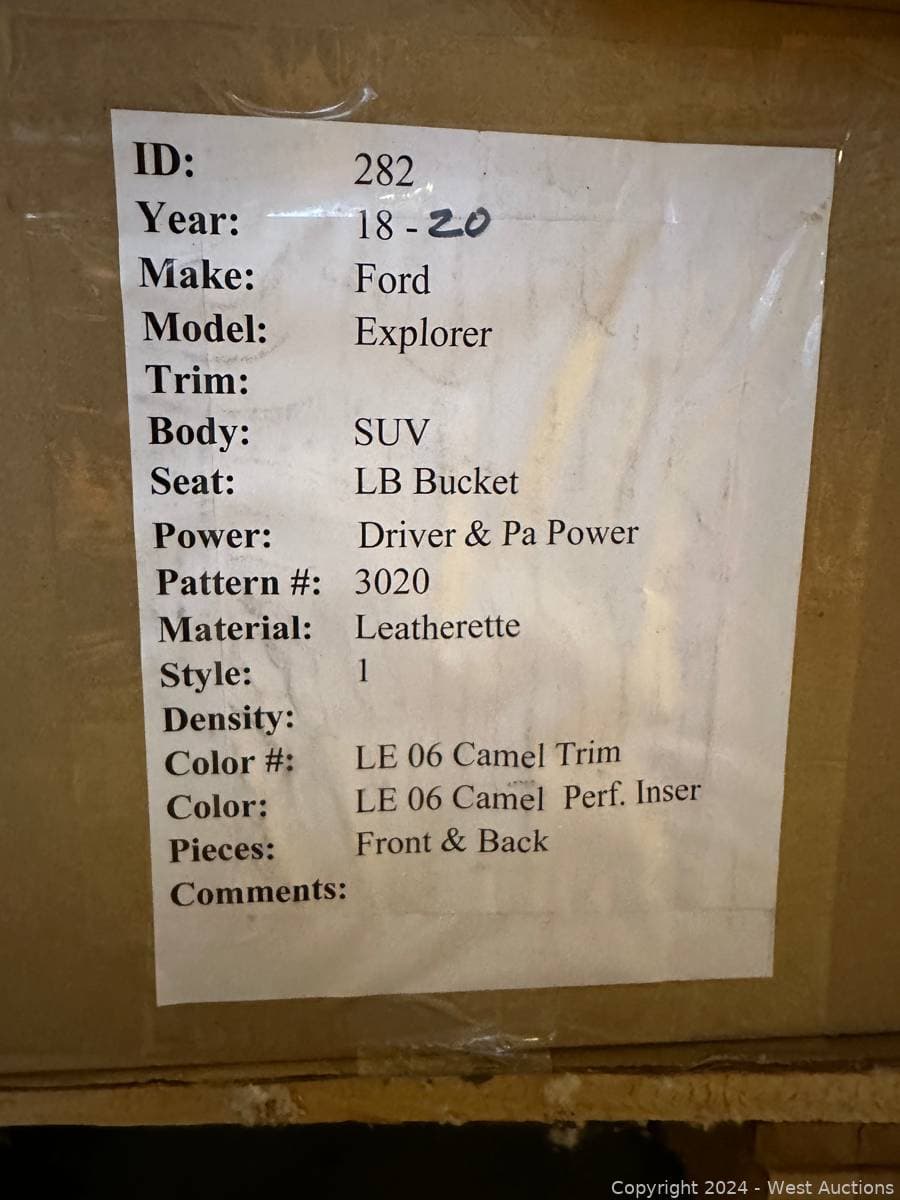 ID: 282
Year: 18 - 20
Make: Ford
Model: Explorer
Trim:
Body: SUV
Seat: LB Bucket
Power: Driver & Pa Power
Pattern #: 3020
Material: Leatherette
Style: 1
Density:
Color #: LE 06 Camel Trim
Color: LE 06 Camel Perf. Inser
Pieces: Front & Back
Comments:
Copyright 2024 - West Auctions